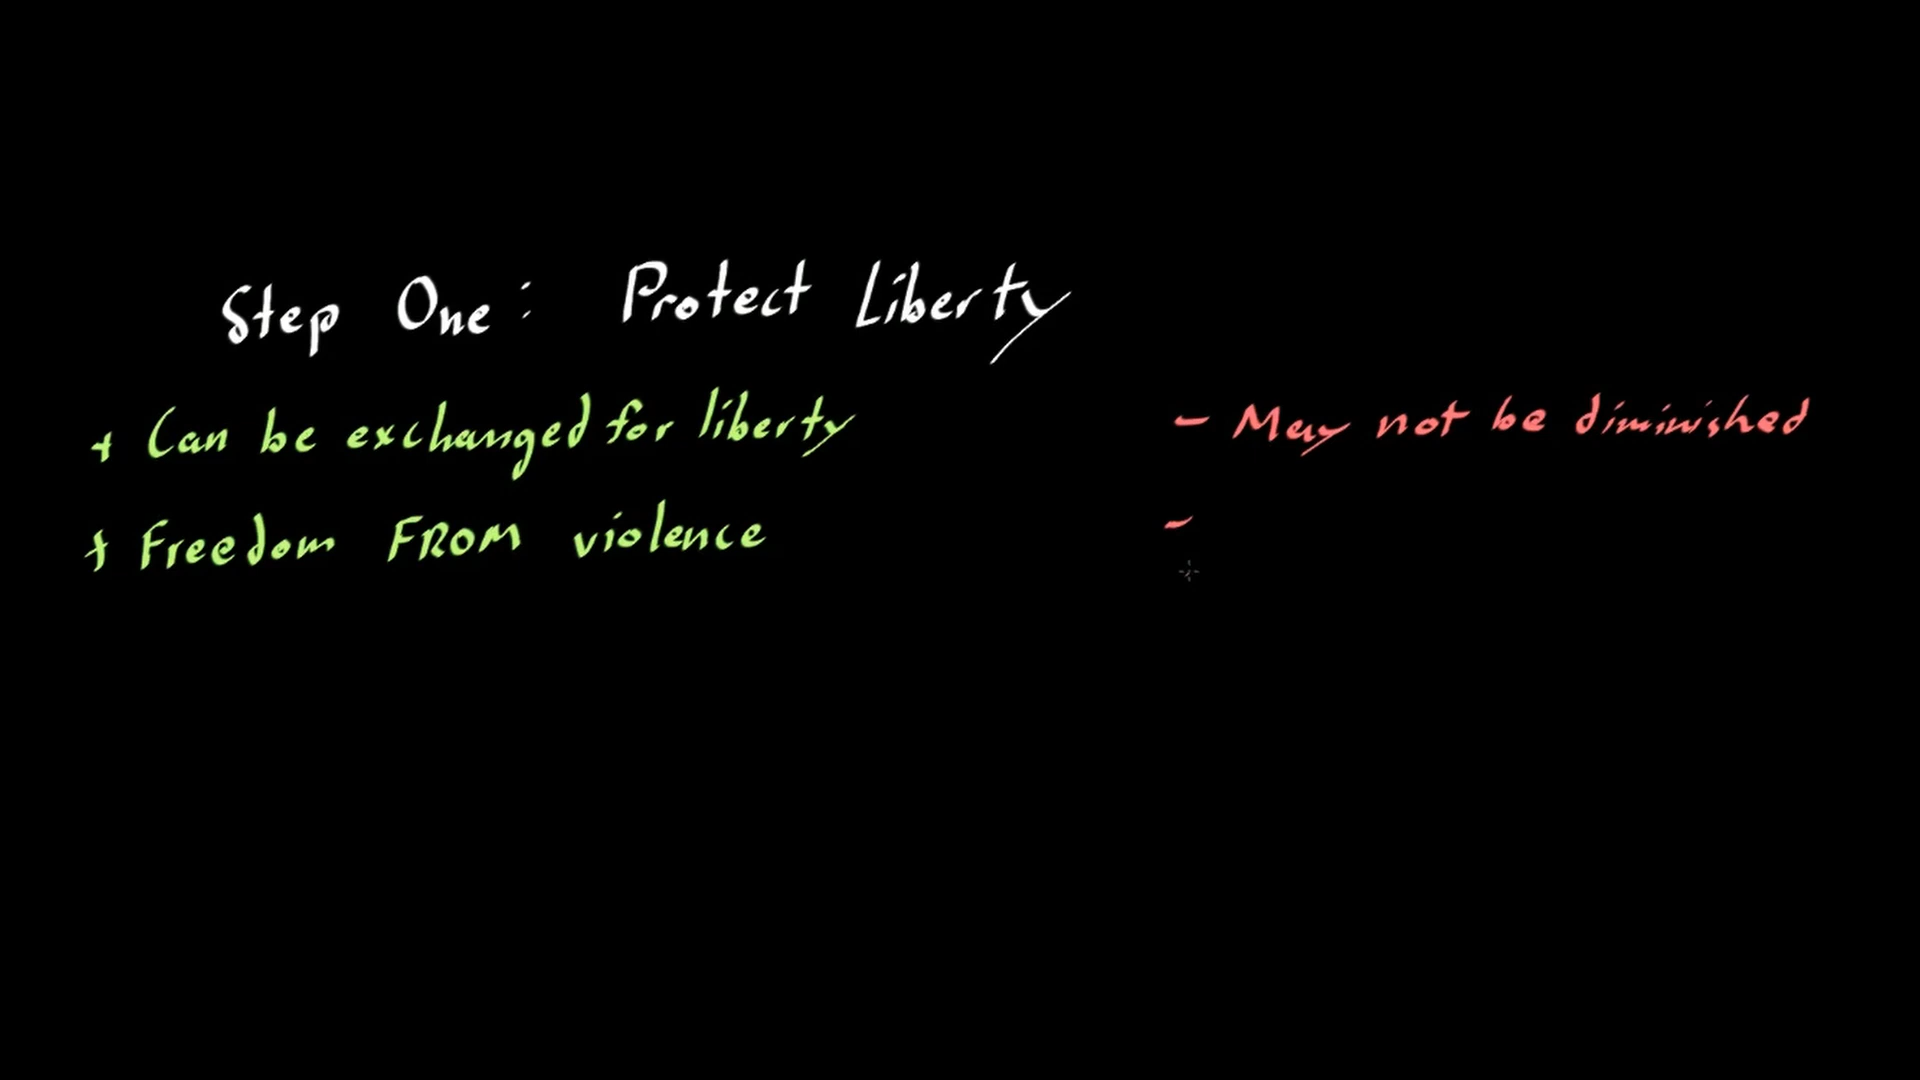 Step One: Protect Liberty
+ Can be exchanged for liberty
- May not be diminished
+ Freedom FROM violence
-